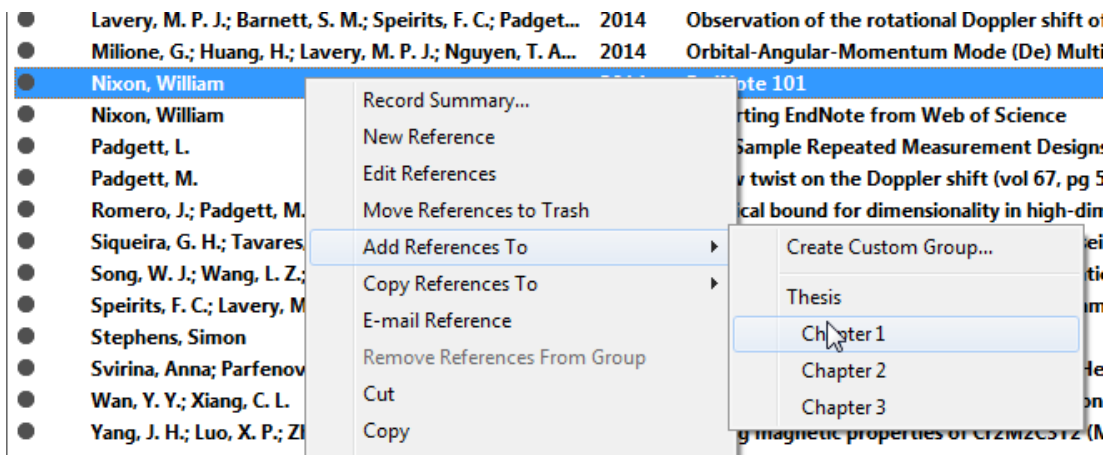 Lavery, M. P. J.; Barnett, S. M.; Speirits, F. C.; Padget... 2014 Observation of the rotational Doppler shift of
Milione, G.; Huang, H.; Lavery, M. P. J.; Nguyen, T. A... 2014 Orbital-Angular-Momentum Mode (De) Multi
Nixon, William 101
Nixon, William rting EndNote from Web of Science
Padgett, L. Sample Repeated Measurement Designs
Padgett, M. twist on the Doppler shift (vol 67, pg 5
Romero, J.; Padgett, M. ical bound for dimensionality in high-dim
Siqueira, G. H.; Tavares,
Song, W. J.; Wang, L. Z.;
Speirits, F. C.; Lavery, M
Stephens, Simon
Svirina, Anna; Parfenov
Wan, Y. Y.; Xiang, C. L.
Yang, J. H.; Luo, X. P.; Zh
Record Summary...
New Reference
Edit References
Move References to Trash
Add References To
Copy References To
E-mail Reference
Remove References From Group
Cut
Copy
Create Custom Group...
Thesis
Chapter 1
Chapter 2
Chapter 3